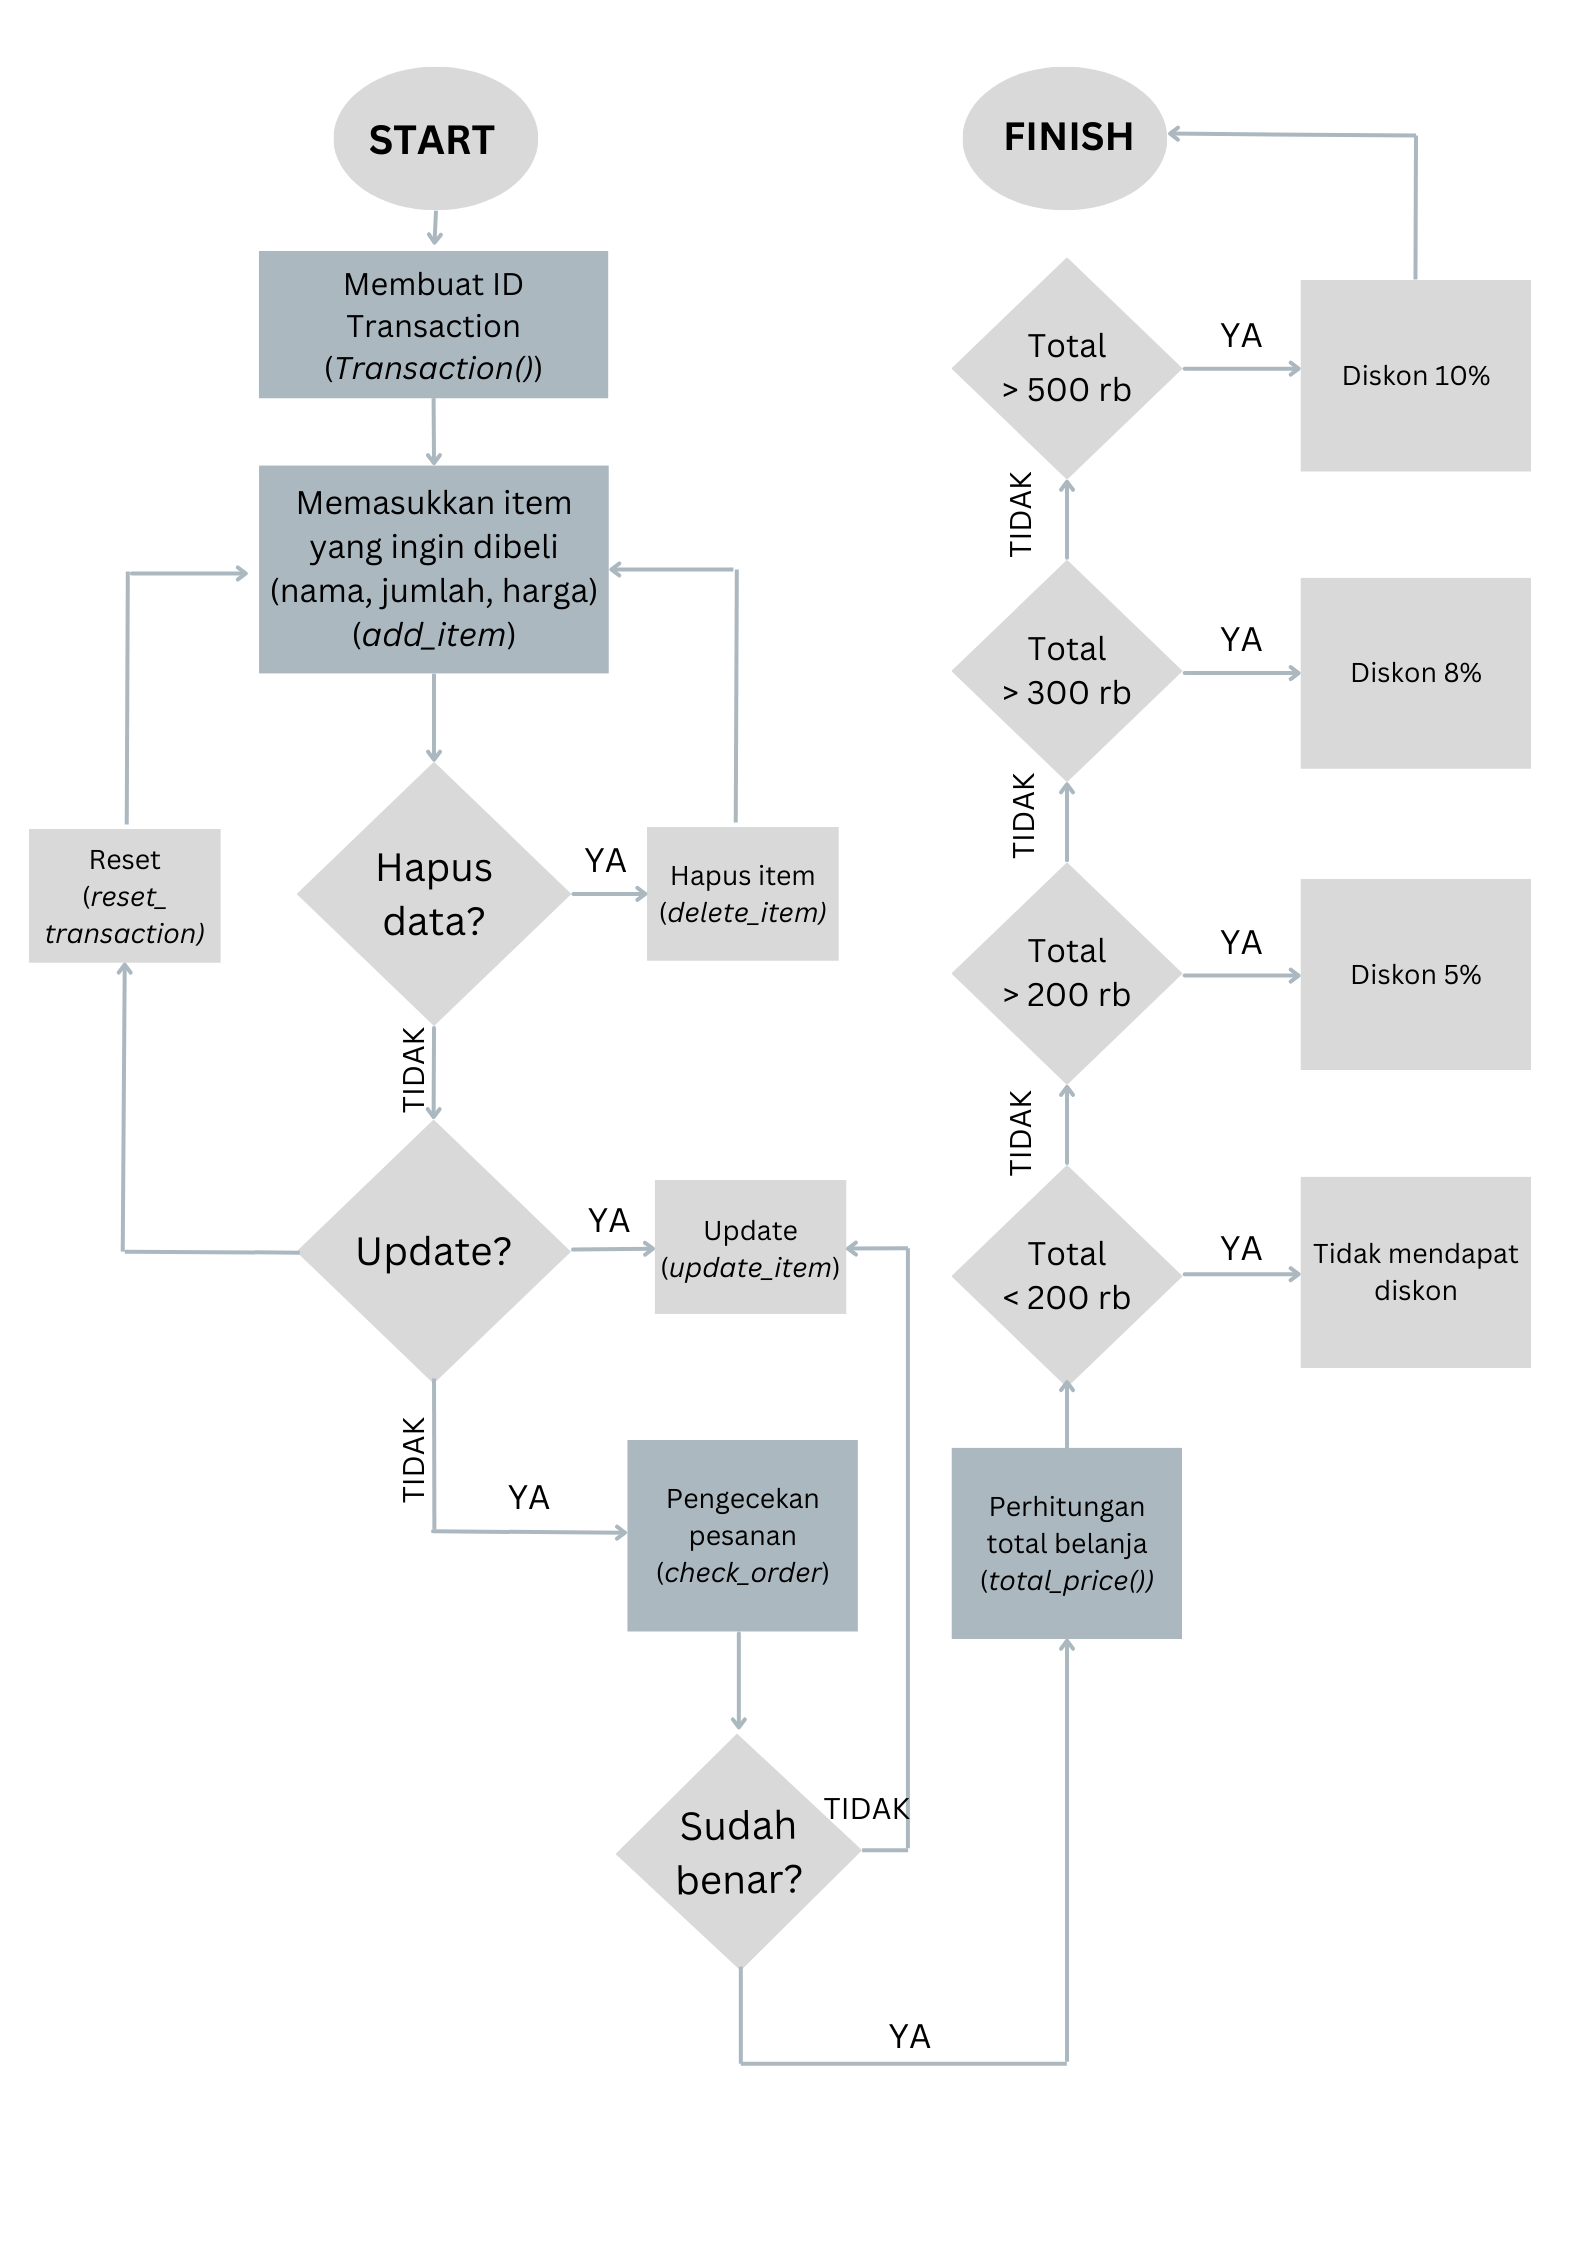 START
Membuat ID
Transaction
(Transaction())
Memasukkan item
yang ingin dibeli
(nama, jumlah, harga)
(add_item)
Hapus
data?
YA
Hapus item
(delete_item)
Reset
(reset_
transaction)
TIDAK
Update?
YA
Update
(update_item)
TIDAK
YA
Pengecekan
pesanan
(check_order)
Sudah
benar?
TIDAK
YA
Perhitungan
total belanja
(total_price())
Total
< 200 rb
YA
Tidak mendapat
diskon
TIDAK
Total
> 200 rb
YA
Diskon 5%
TIDAK
Total
> 300 rb
YA
Diskon 8%
TIDAK
Total
> 500 rb
YA
Diskon 10%
FINISH